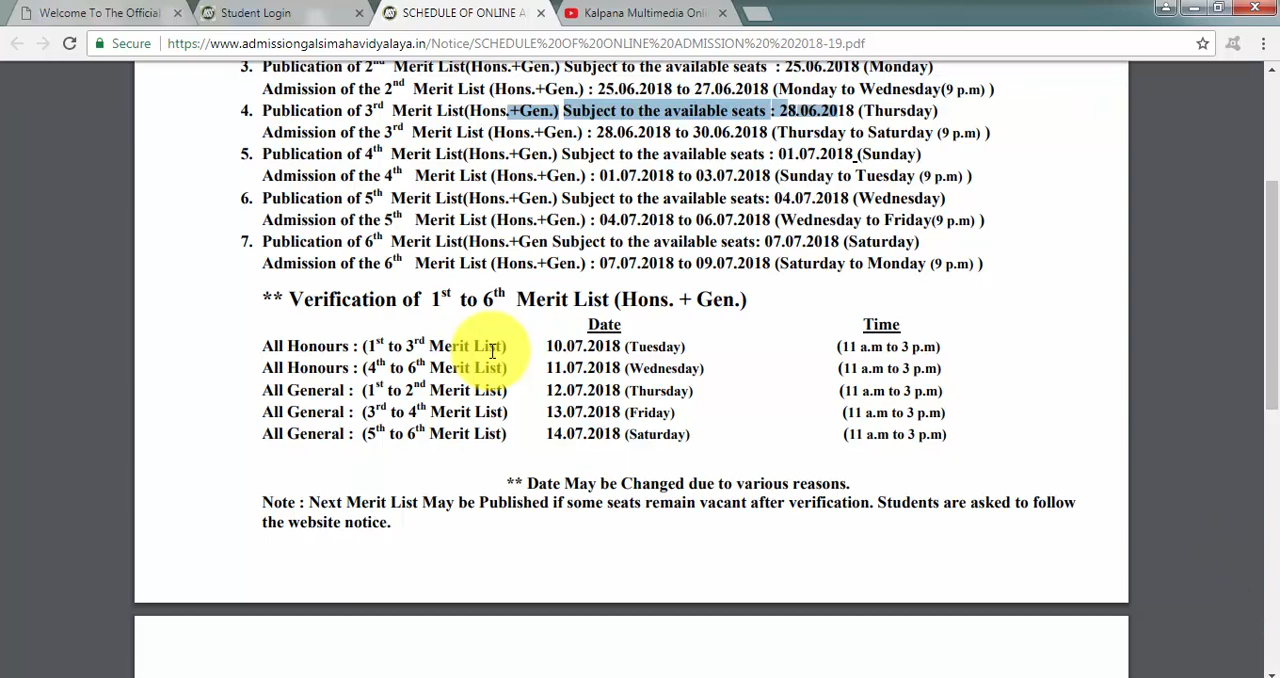 Welcome To The Official
Student Login
SCHEDULE OF ONLINE A
Kalpana Multimedia Onli
Secure
https://www.admissiongalsimahavidyalaya.in/Notice/SCHEDULE%20OF%20ONLINE%20ADMISSION%20%202018-19.pdf
3. Publication of 2nd Merit List(Hons.+Gen.) Subject to the available seats : 25.06.2018 (Monday)
Admission of the 2nd Merit List (Hons.+Gen.) : 25.06.2018 to 27.06.2018 (Monday to Wednesday(9 p.m) )
4. Publication of 3rd Merit List(Hons.+Gen.) Subject to the available seats : 28.06.2018 (Thursday)
Admission of the 3rd Merit List (Hons.+Gen.) : 28.06.2018 to 30.06.2018 (Thursday to Saturday (9 p.m) )
5. Publication of 4th Merit List(Hons.+Gen.) Subject to the available seats : 01.07.2018 (Sunday)
Admission of the 4th Merit List (Hons.+Gen.) : 01.07.2018 to 03.07.2018 (Sunday to Tuesday (9 p.m) )
6. Publication of 5th Merit List(Hons.+Gen.) Subject to the available seats: 04.07.2018 (Wednesday)
Admission of the 5th Merit List (Hons.+Gen.) : 04.07.2018 to 06.07.2018 (Wednesday to Friday(9 p.m) )
7. Publication of 6th Merit List(Hons.+Gen Subject to the available seats: 07.07.2018 (Saturday)
Admission of the 6th Merit List (Hons.+Gen.) : 07.07.2018 to 09.07.2018 (Saturday to Monday (9 p.m) )
** Verification of 1st to 6th Merit List (Hons. + Gen.)
Date Time
All Honours : (1st to 3rd Merit List) 10.07.2018 (Tuesday) (11 a.m to 3 p.m)
All Honours : (4th to 6th Merit List) 11.07.2018 (Wednesday) (11 a.m to 3 p.m)
All General : (1st to 2nd Merit List) 12.07.2018 (Thursday) (11 a.m to 3 p.m)
All General : (3rd to 4th Merit List) 13.07.2018 (Friday) (11 a.m to 3 p.m)
All General : (5th to 6th Merit List) 14.07.2018 (Saturday) (11 a.m to 3 p.m)
** Date May be Changed due to various reasons.
Note : Next Merit List May be Published if some seats remain vacant after verification. Students are asked to follow
the website notice.